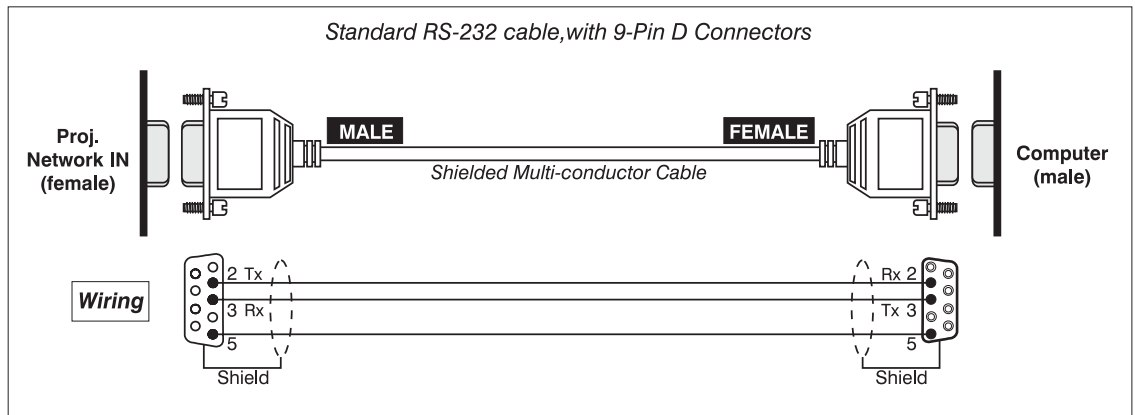 Standard RS-232 cable,with 9-Pin D Connectors
Proj.
Network IN
(female)
MALE
Shielded Multi-conductor Cable
FEMALE
Computer
(male)
Wiring
2 Tx
3 Rx
5
Shield
Rx 2
Tx 3
5
Shield